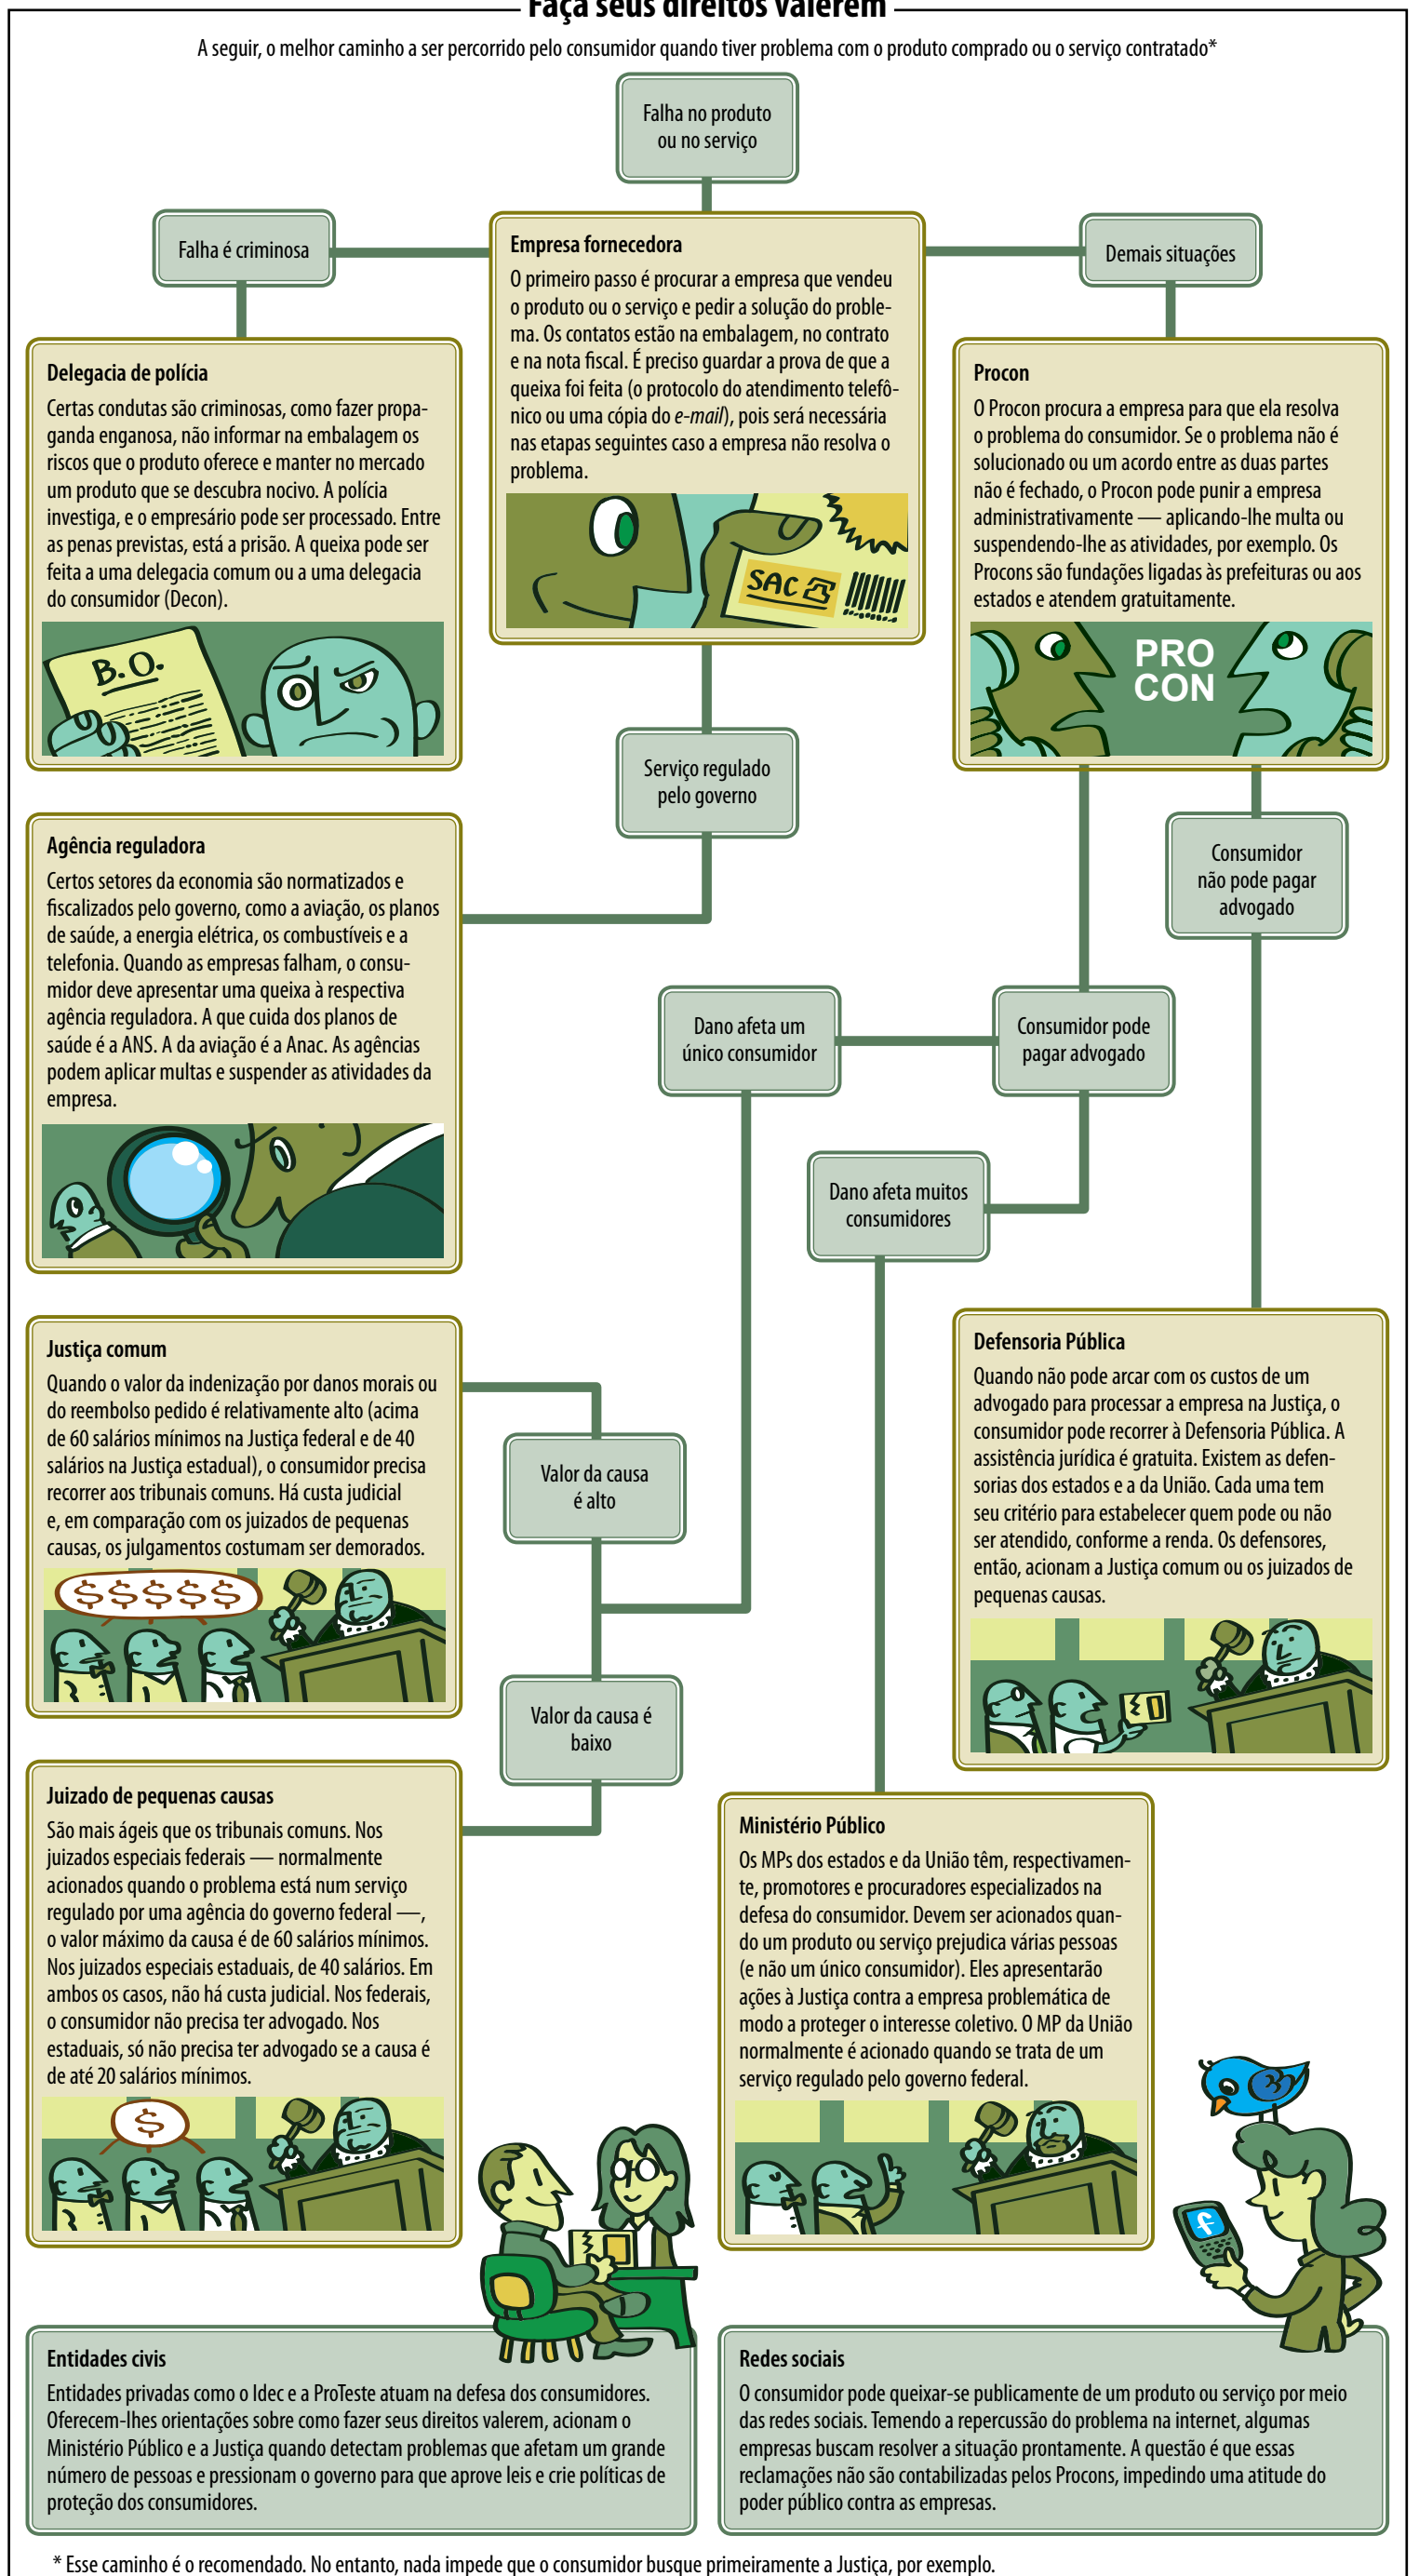 Faça seus direitos valerem
A seguir, o melhor caminho a ser percorrido pelo consumidor quando tiver problema com o produto comprado ou o serviço contratado*
Falha no produto
ou no serviço
Falha é criminosa
Empresa fornecedora
O primeiro passo é procurar a empresa que vendeu
o produto ou o serviço e pedir a solução do proble-
ma. Os contatos estão na embalagem, no contrato
e na nota fiscal. É preciso guardar a prova de que a
queixa foi feita (o protocolo do atendimento telefô-
nico ou uma cópia do e-mail), pois será necessária
nas etapas seguintes caso a empresa não resolva o
problema.
SAC
Demais situações
Delegacia de polícia
Certas condutas são criminosas, como fazer propa-
ganda enganosa, não informar na embalagem os
riscos que o produto oferece e manter no mercado
um produto que se descubra nocivo. A polícia
investiga, e o empresário pode ser processado. Entre
as penas previstas, está a prisão. A queixa pode ser
feita a uma delegacia comum ou a uma delegacia
do consumidor (Decon).
B.O.
Procon
O Procon procura a empresa para que ela resolva
o problema do consumidor. Se o problema não é
solucionado ou um acordo entre as duas partes
não é fechado, o Procon pode punir a empresa
administrativamente — aplicando-lhe multa ou
suspendendo-lhe as atividades, por exemplo. Os
Procons são fundações ligadas às prefeituras ou aos
estados e atendem gratuitamente.
PRO
CON
Serviço regulado
pelo governo
Agência reguladora
Certos setores da economia são normatizados e
fiscalizados pelo governo, como a aviação, os planos
de saúde, a energia elétrica, os combustíveis e a
telefonia. Quando as empresas falham, o consu-
midor deve apresentar uma queixa à respectiva
agência reguladora. A que cuida dos planos de
saúde é a ANS. A da aviação é a Anac. As agências
podem aplicar multas e suspender as atividades da
empresa.
Consumidor
não pode pagar
advogado
Dano afeta um
único consumidor
Consumidor pode
pagar advogado
Dano afeta muitos
consumidores
Justiça comum
Quando o valor da indenização por danos morais ou
do reembolso pedido é relativamente alto (acima
de 60 salários mínimos na Justiça federal e de 40
salários na Justiça estadual), o consumidor precisa
recorrer aos tribunais comuns. Há custa judicial
e, em comparação com os juizados de pequenas
causas, os julgamentos costumam ser demorados.
$ $ $ $ $
Valor da causa
é alto
Defensoria Pública
Quando não pode arcar com os custos de um
advogado para processar a empresa na Justiça, o
consumidor pode recorrer à Defensoria Pública. A
assistência jurídica é gratuita. Existem as defen-
sorias dos estados e a da União. Cada uma tem
seu critério para estabelecer quem pode ou não
ser atendido, conforme a renda. Os defensores,
então, acionam a Justiça comum ou os juizados de
pequenas causas.
Valor da causa é
baixo
Juizado de pequenas causas
São mais ágeis que os tribunais comuns. Nos
juizados especiais federais — normalmente
acionados quando o problema está num serviço
regulado por uma agência do governo federal —,
o valor máximo da causa é de 60 salários mínimos.
Nos juizados especiais estaduais, de 40 salários. Em
ambos os casos, não há custa judicial. Nos federais,
o consumidor não precisa ter advogado. Nos
estaduais, só não precisa ter advogado se a causa é
de até 20 salários mínimos.
$
Ministério Público
Os MPs dos estados e da União têm, respectivamen-
te, promotores e procuradores especializados na
defesa do consumidor. Devem ser acionados quan-
do um produto ou serviço prejudica várias pessoas
(e não um único consumidor). Eles apresentarão
ações à Justiça contra a empresa problemática de
modo a proteger o interesse coletivo. O MP da União
normalmente é acionado quando se trata de um
serviço regulado pelo governo federal.
f
Entidades civis
Entidades privadas como o Idec e a ProTeste atuam na defesa dos consumidores.
Oferecem-lhes orientações sobre como fazer seus direitos valerem, acionam o
Ministério Público e a Justiça quando detectam problemas que afetam um grande
número de pessoas e pressionam o governo para que aprove leis e crie políticas de
proteção dos consumidores.
Redes sociais
O consumidor pode queixar-se publicamente de um produto ou serviço por meio
das redes sociais. Temendo a repercussão do problema na internet, algumas
empresas buscam resolver a situação prontamente. A questão é que essas
reclamações não são contabilizadas pelos Procons, impedindo uma atitude do
poder público contra as empresas.
* Esse caminho é o recomendado. No entanto, nada impede que o consumidor busque primeiramente a Justiça, por exemplo.